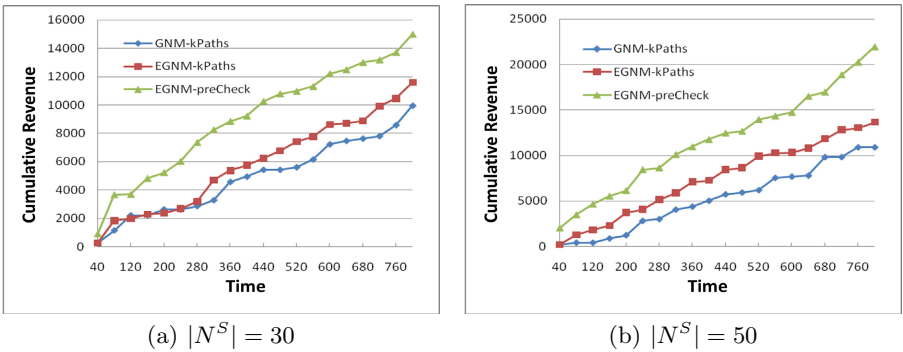 16000
14000
12000
10000
8000
6000
4000
2000
0
Cumulative Revenue
GNM-kPaths
EGNM-kPaths
EGNM-preCheck
40 120 200 280 360 440 520 600 680 760
Time
(a) |N^S| = 30
25000
20000
15000
10000
5000
0
Cumulative Revenue
GNM-kPaths
EGNM-kPaths
EGNM-preCheck
40 120 200 280 360 440 520 600 680 760
Time
(b) |N^S| = 50